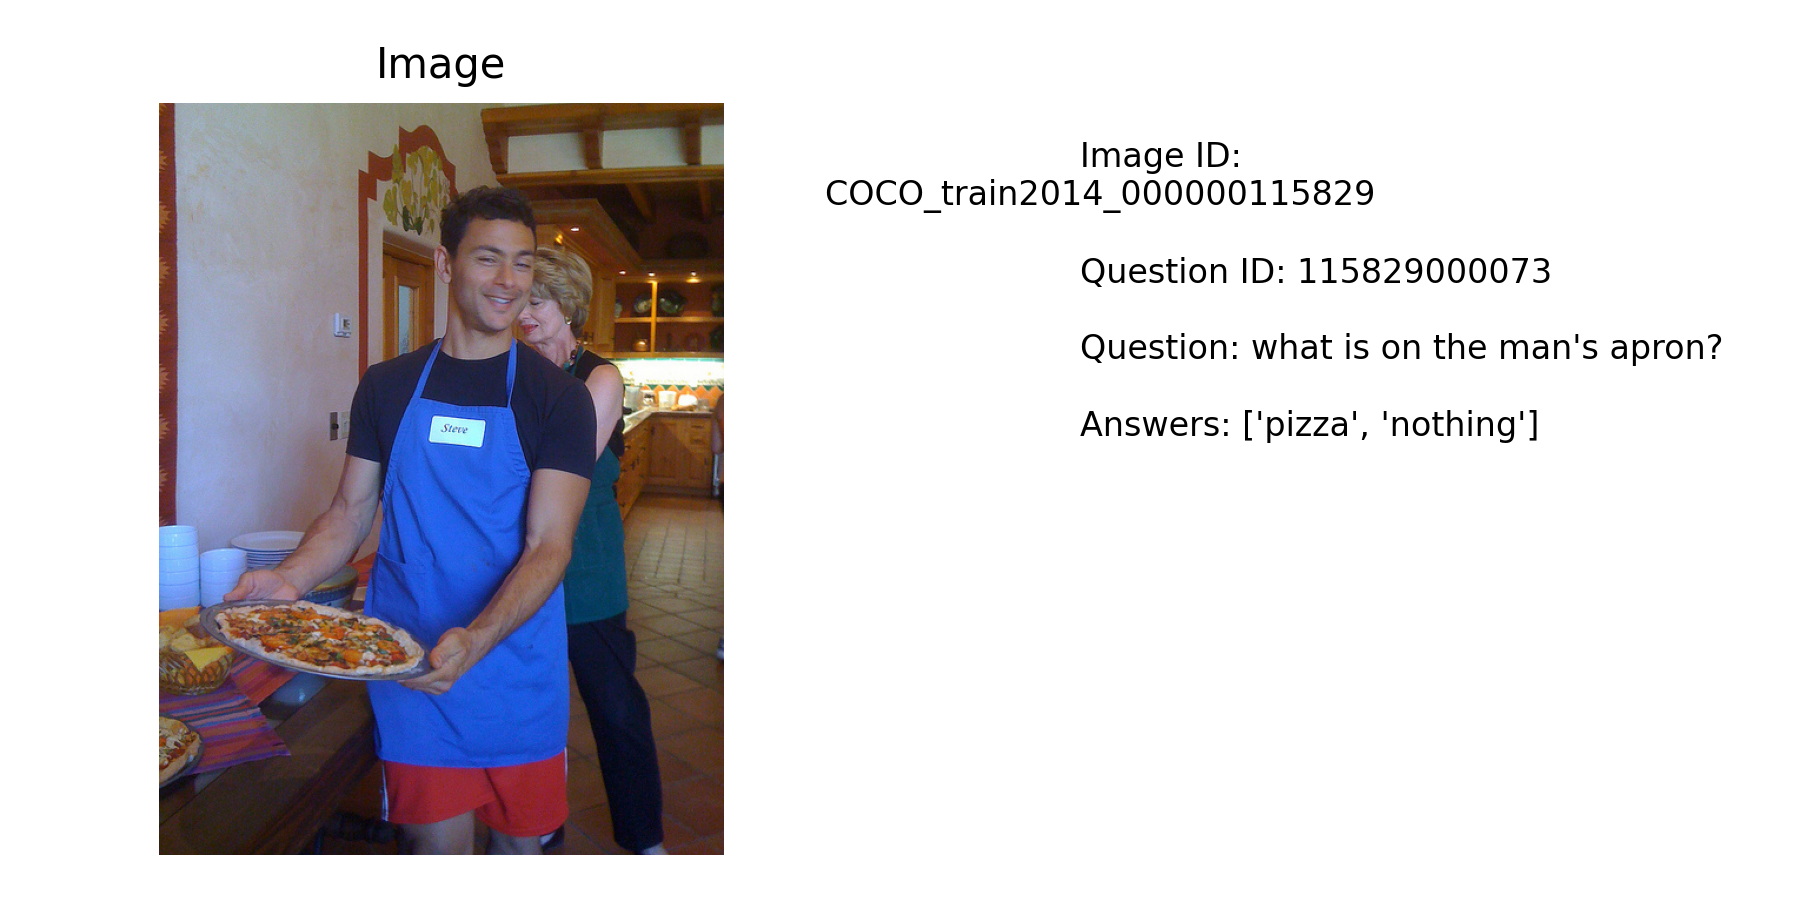 Image
Steve
Image ID:
COCO_train2014_000000115829
Question ID: 115829000073
Question: what is on the man's apron?
Answers: ['pizza', 'nothing']